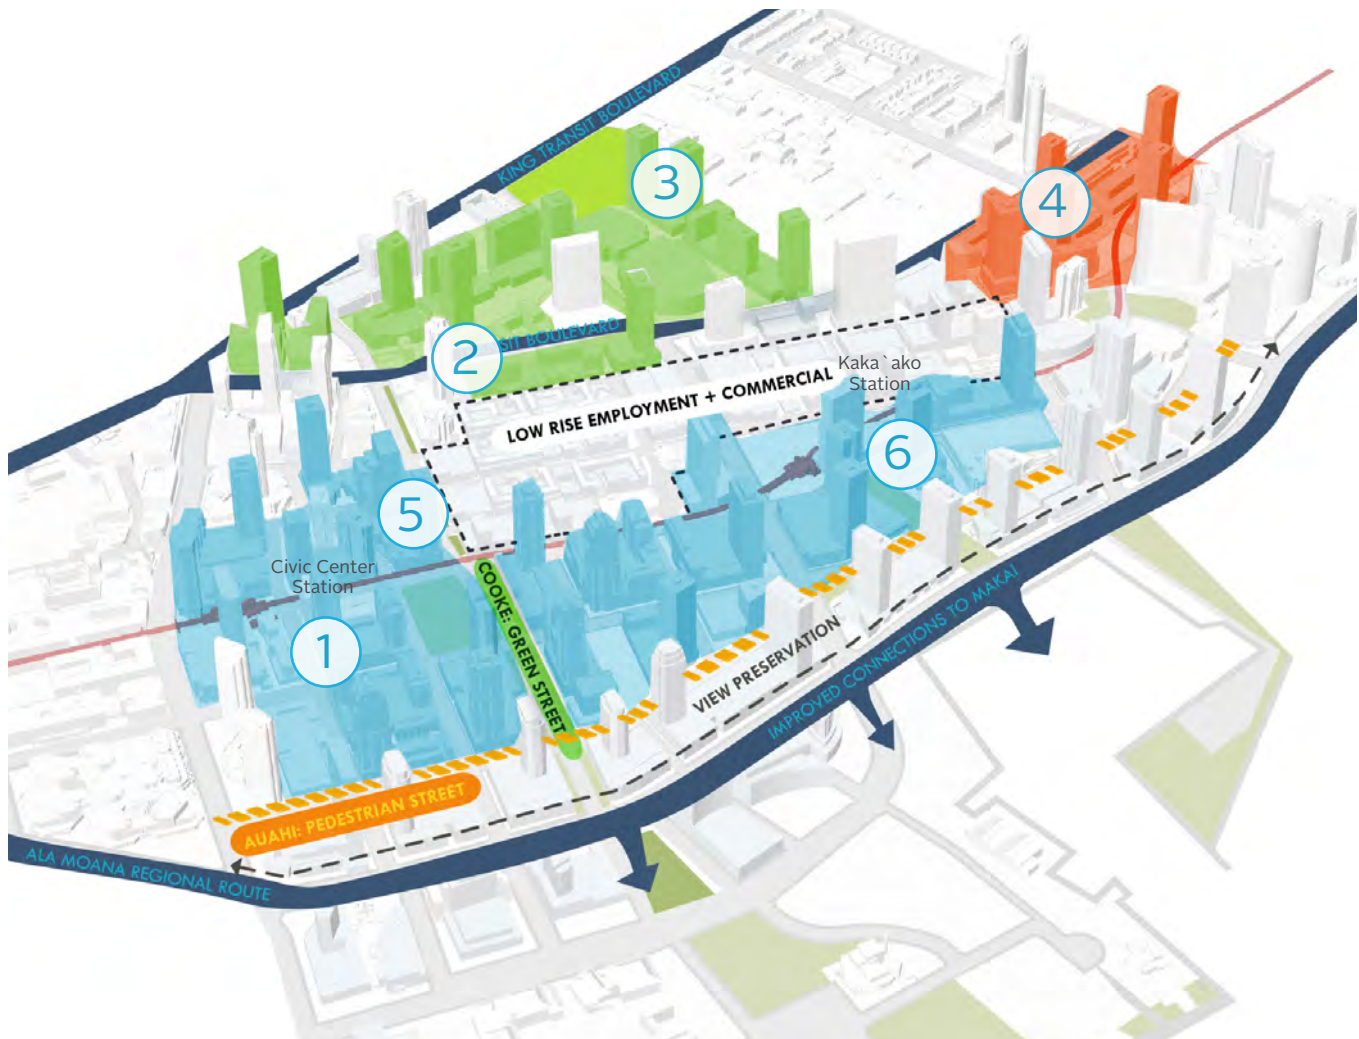 KING TRANSIT BOULEVARD
3
4
2
SIT BOULEVARD
Kaka`ako
Station
LOW RISE EMPLOYMENT + COMMERCIAL
6
5
Civic Center
Station
1
COOKE: GREEN STREET
VIEW PRESERVATION
IMPROVED CONNECTIONS TO MAKAI
AUAHI: PEDESTRIAN STREET
ALA MOANA REGIONAL ROUTE